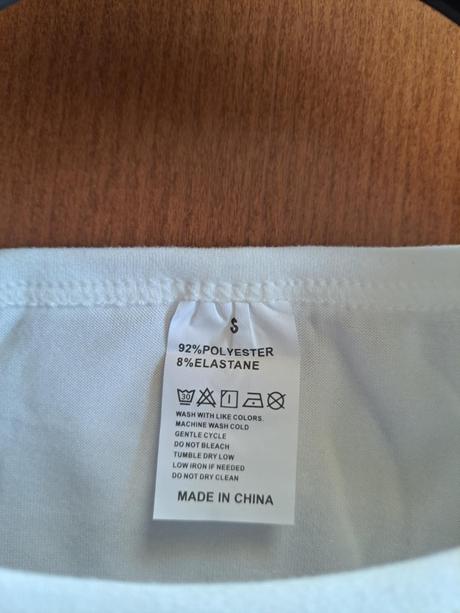 S
92%POLYESTER
8%ELASTANE
30
WASH WITH LIKE COLORS.
MACHINE WASH COLD
GENTLE CYCLE
DO NOT BLEACH
TUMBLE DRY LOW
LOW IRON IF NEEDED
DO NOT DRY CLEAN
MADE IN CHINA